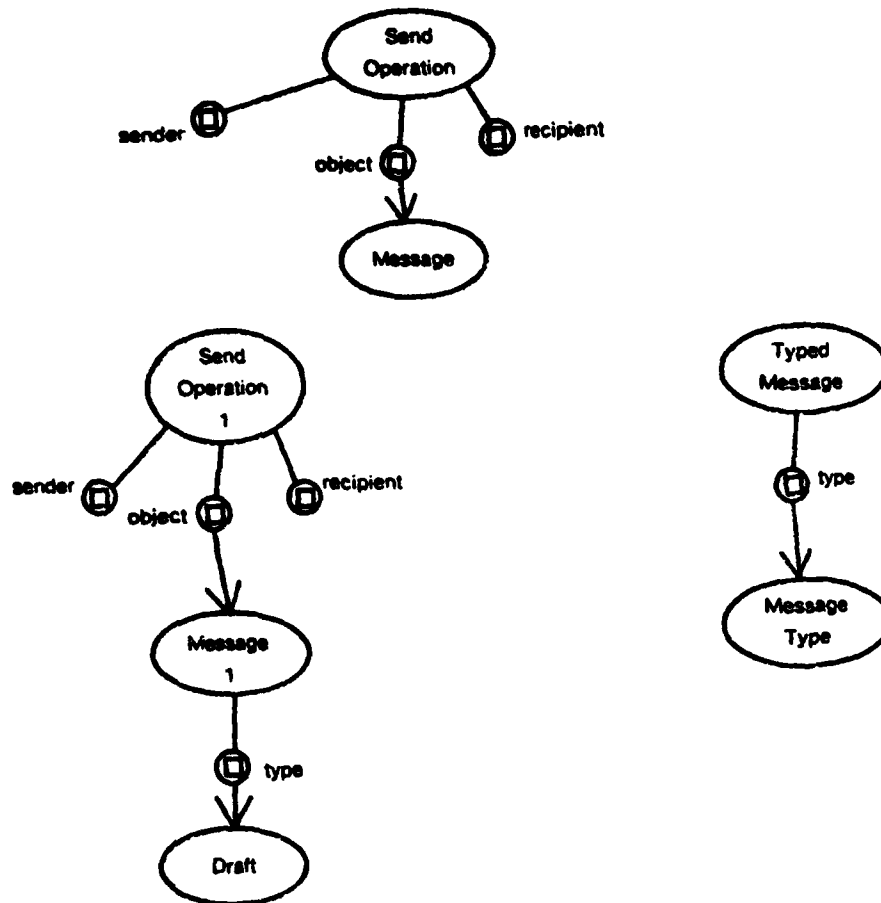 Send
Operation
sender
recipient
object
Message
Send
Operation
1
sender
recipient
object
Message
1
type
Draft
Typed
Message
type
Message
Type